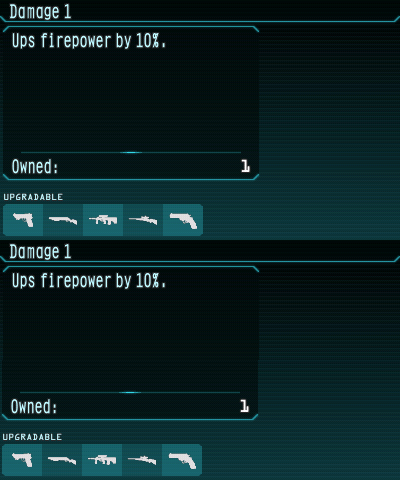 Damage 1
Ups firepower by 10%.
Owned: 1
UPGRADABLE
Damage 1
Ups firepower by 10%.
Owned: 1
UPGRADABLE